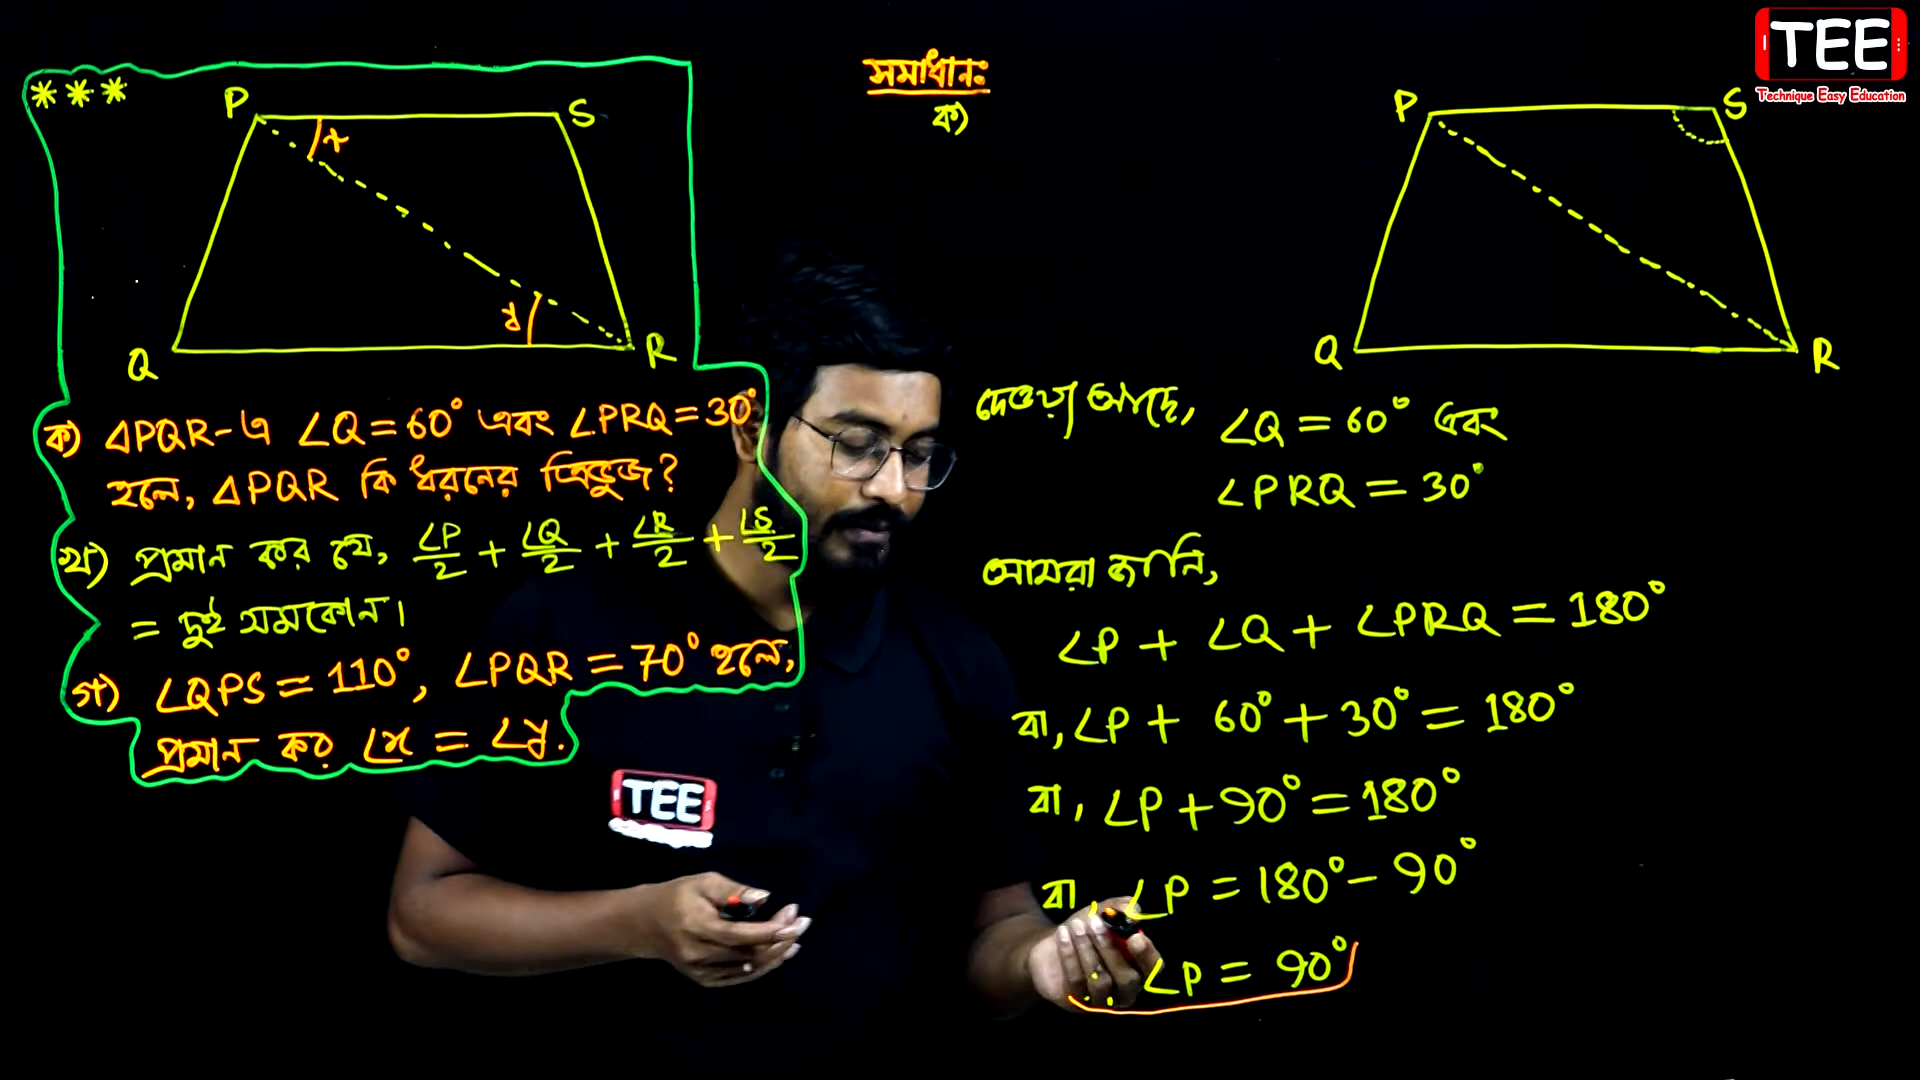 ***
P
S
x
y
Q
R
ক) ΔPQR-এ ∠Q = 60° এবং ∠PRQ = 30°
হলে, ΔPQR কি ধরনের ত্রিভুজ?
খ) প্রমান কর যে, ∠P/2 + ∠Q/2 + ∠R/2 + ∠S/2
= দুই সমকোন।
গ) ∠QPS = 110°, ∠PQR = 70° হলে,
প্রমান কর ∠x = ∠y.
সমাধানঃ
ক)
TEE
Technique Easy Education
P
S
Q
R
দেওয়া আছে, ∠Q = 60° এবং
∠PRQ = 30°
আমরা জানি,
∠P + ∠Q + ∠PRQ = 180°
বা, ∠P + 60° + 30° = 180°
বা, ∠P + 90° = 180°
বা, ∠P = 180° - 90°
∴ ∠P = 90°
TEE